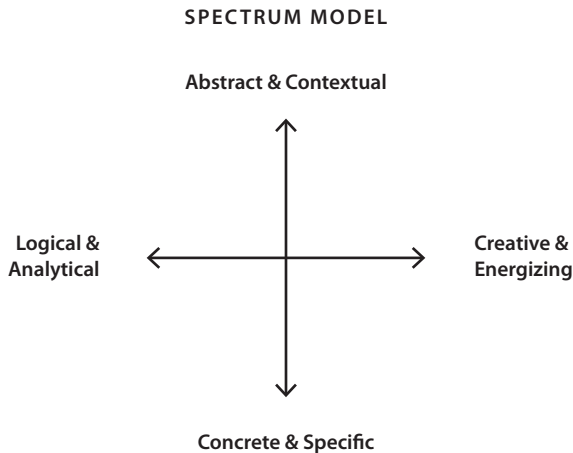 SPECTRUM MODEL
Abstract & Contextual
Logical &
Analytical
Creative &
Energizing
Concrete & Specific